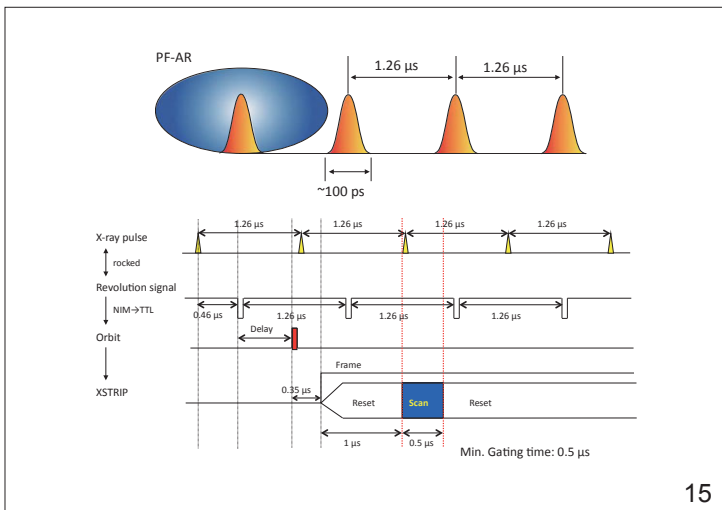 PF-AR
1.26 µs 1.26 µs
~100 ps
X-ray pulse
1.26 µs 1.26 µs 1.26 µs 1.26 µs
rocked
Revolution signal
NIM→TTL
0.46 µs 1.26 µs 1.26 µs 1.26 µs
Orbit
Delay
Frame
0.35 µs
XSTRIP
Reset Scan Reset
1 µs 0.5 µs
Min. Gating time: 0.5 µs
15